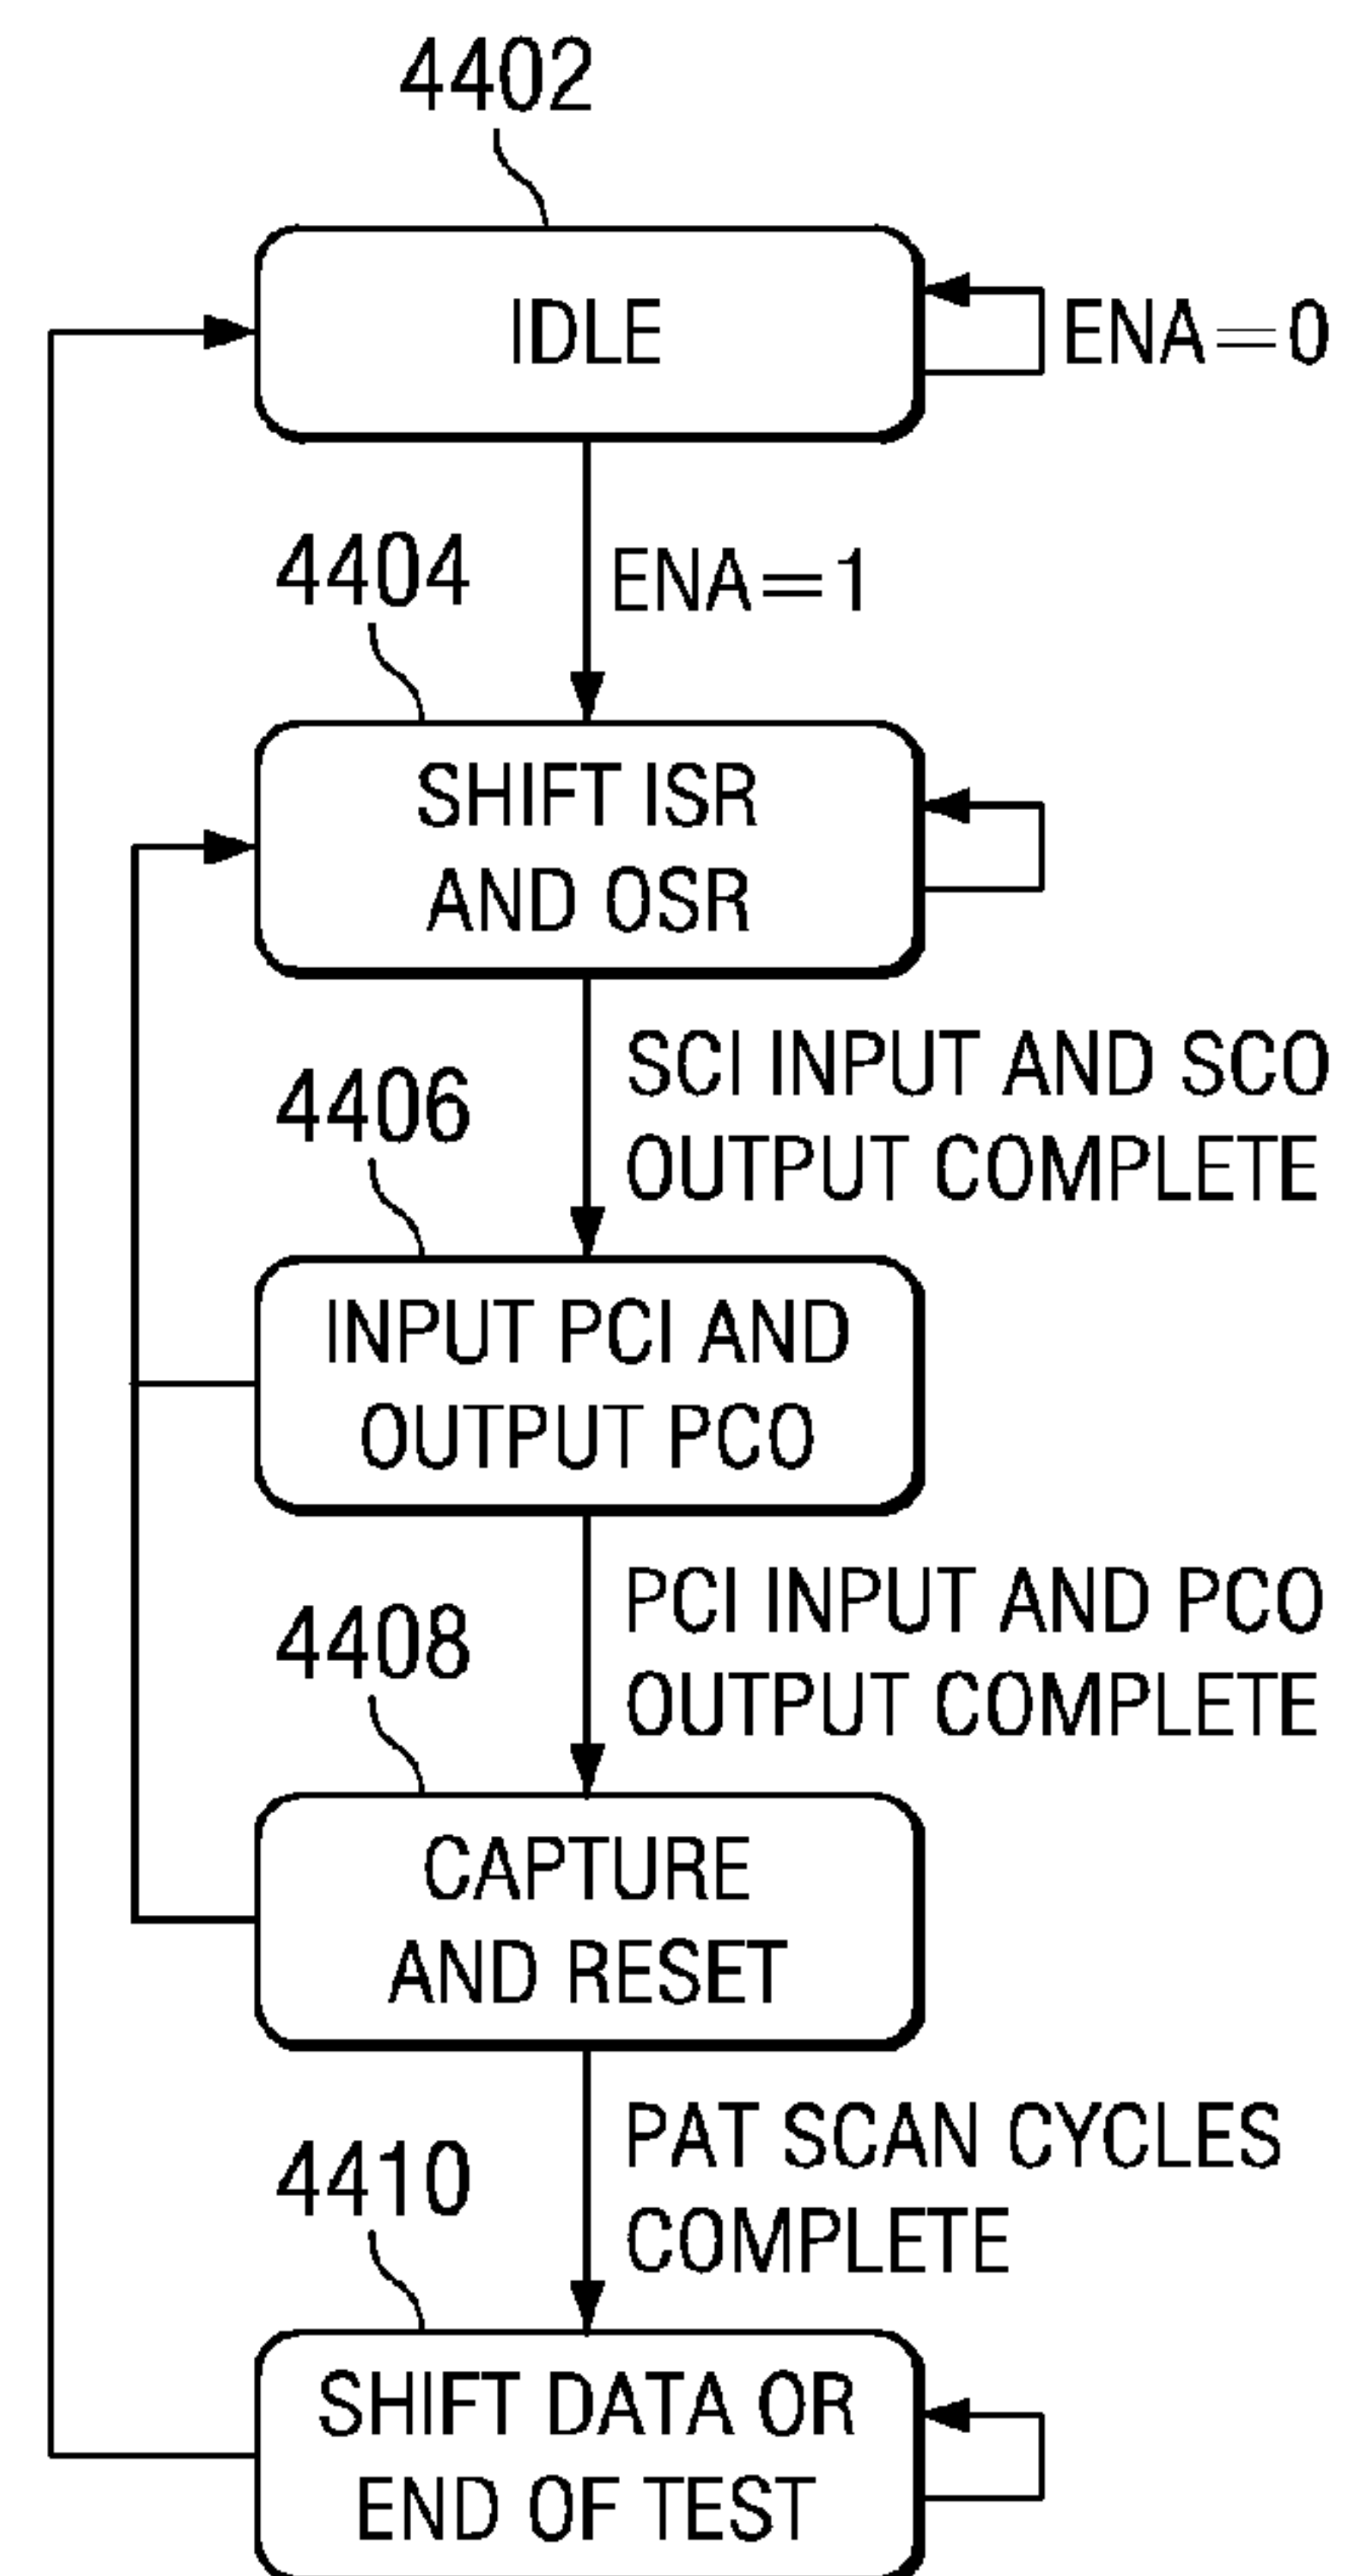 4402
IDLE
ENA=0
4404
ENA=1
SHIFT ISR
AND OSR
4406
SCI INPUT AND SCO
OUTPUT COMPLETE
INPUT PCI AND
OUTPUT PCO
4408
PCI INPUT AND PCO
OUTPUT COMPLETE
CAPTURE
AND RESET
4410
PAT SCAN CYCLES
COMPLETE
SHIFT DATA OR
END OF TEST